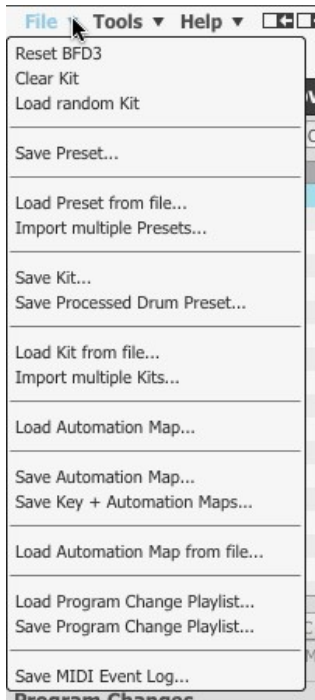 File Tools Help
Reset BFD3
Clear Kit
Load random Kit
Save Preset...
Load Preset from file...
Import multiple Presets...
Save Kit...
Save Processed Drum Preset...
Load Kit from file...
Import multiple Kits...
Load Automation Map...
Save Automation Map...
Save Key + Automation Maps...
Load Automation Map from file...
Load Program Change Playlist...
Save Program Change Playlist...
Save MIDI Event Log...
Program Changes